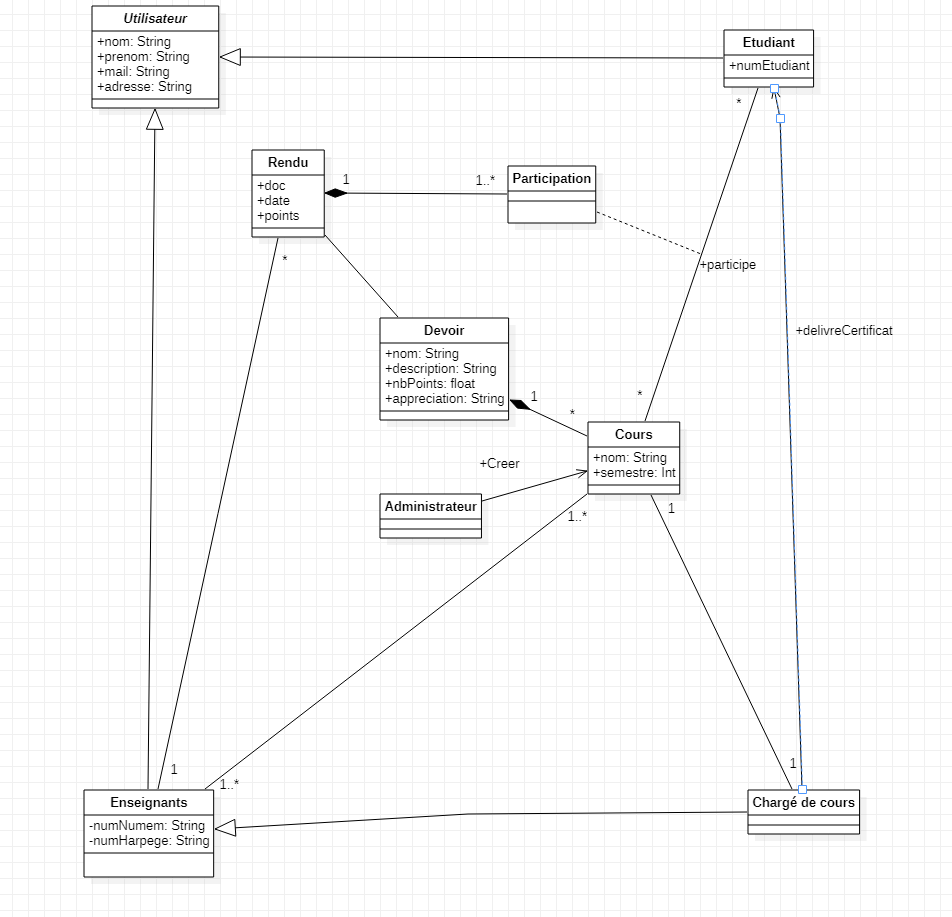 Utilisateur
+nom: String
+prenom: String
+mail: String
+adresse: String
Etudiant
+numEtudiant
*
Rendu
+doc
+date
+points
1
1..*
Participation
*
+participe
Devoir
+nom: String
+description: String
+nbPoints: float
+appreciation: String
+delivreCertificat
1
*
*
Cours
+nom: String
+semestre: Int
+Creer
Administrateur
1..*
1
1
1..*
1
Enseignants
-numNumem: String
-numHarpege: String
Chargé de cours